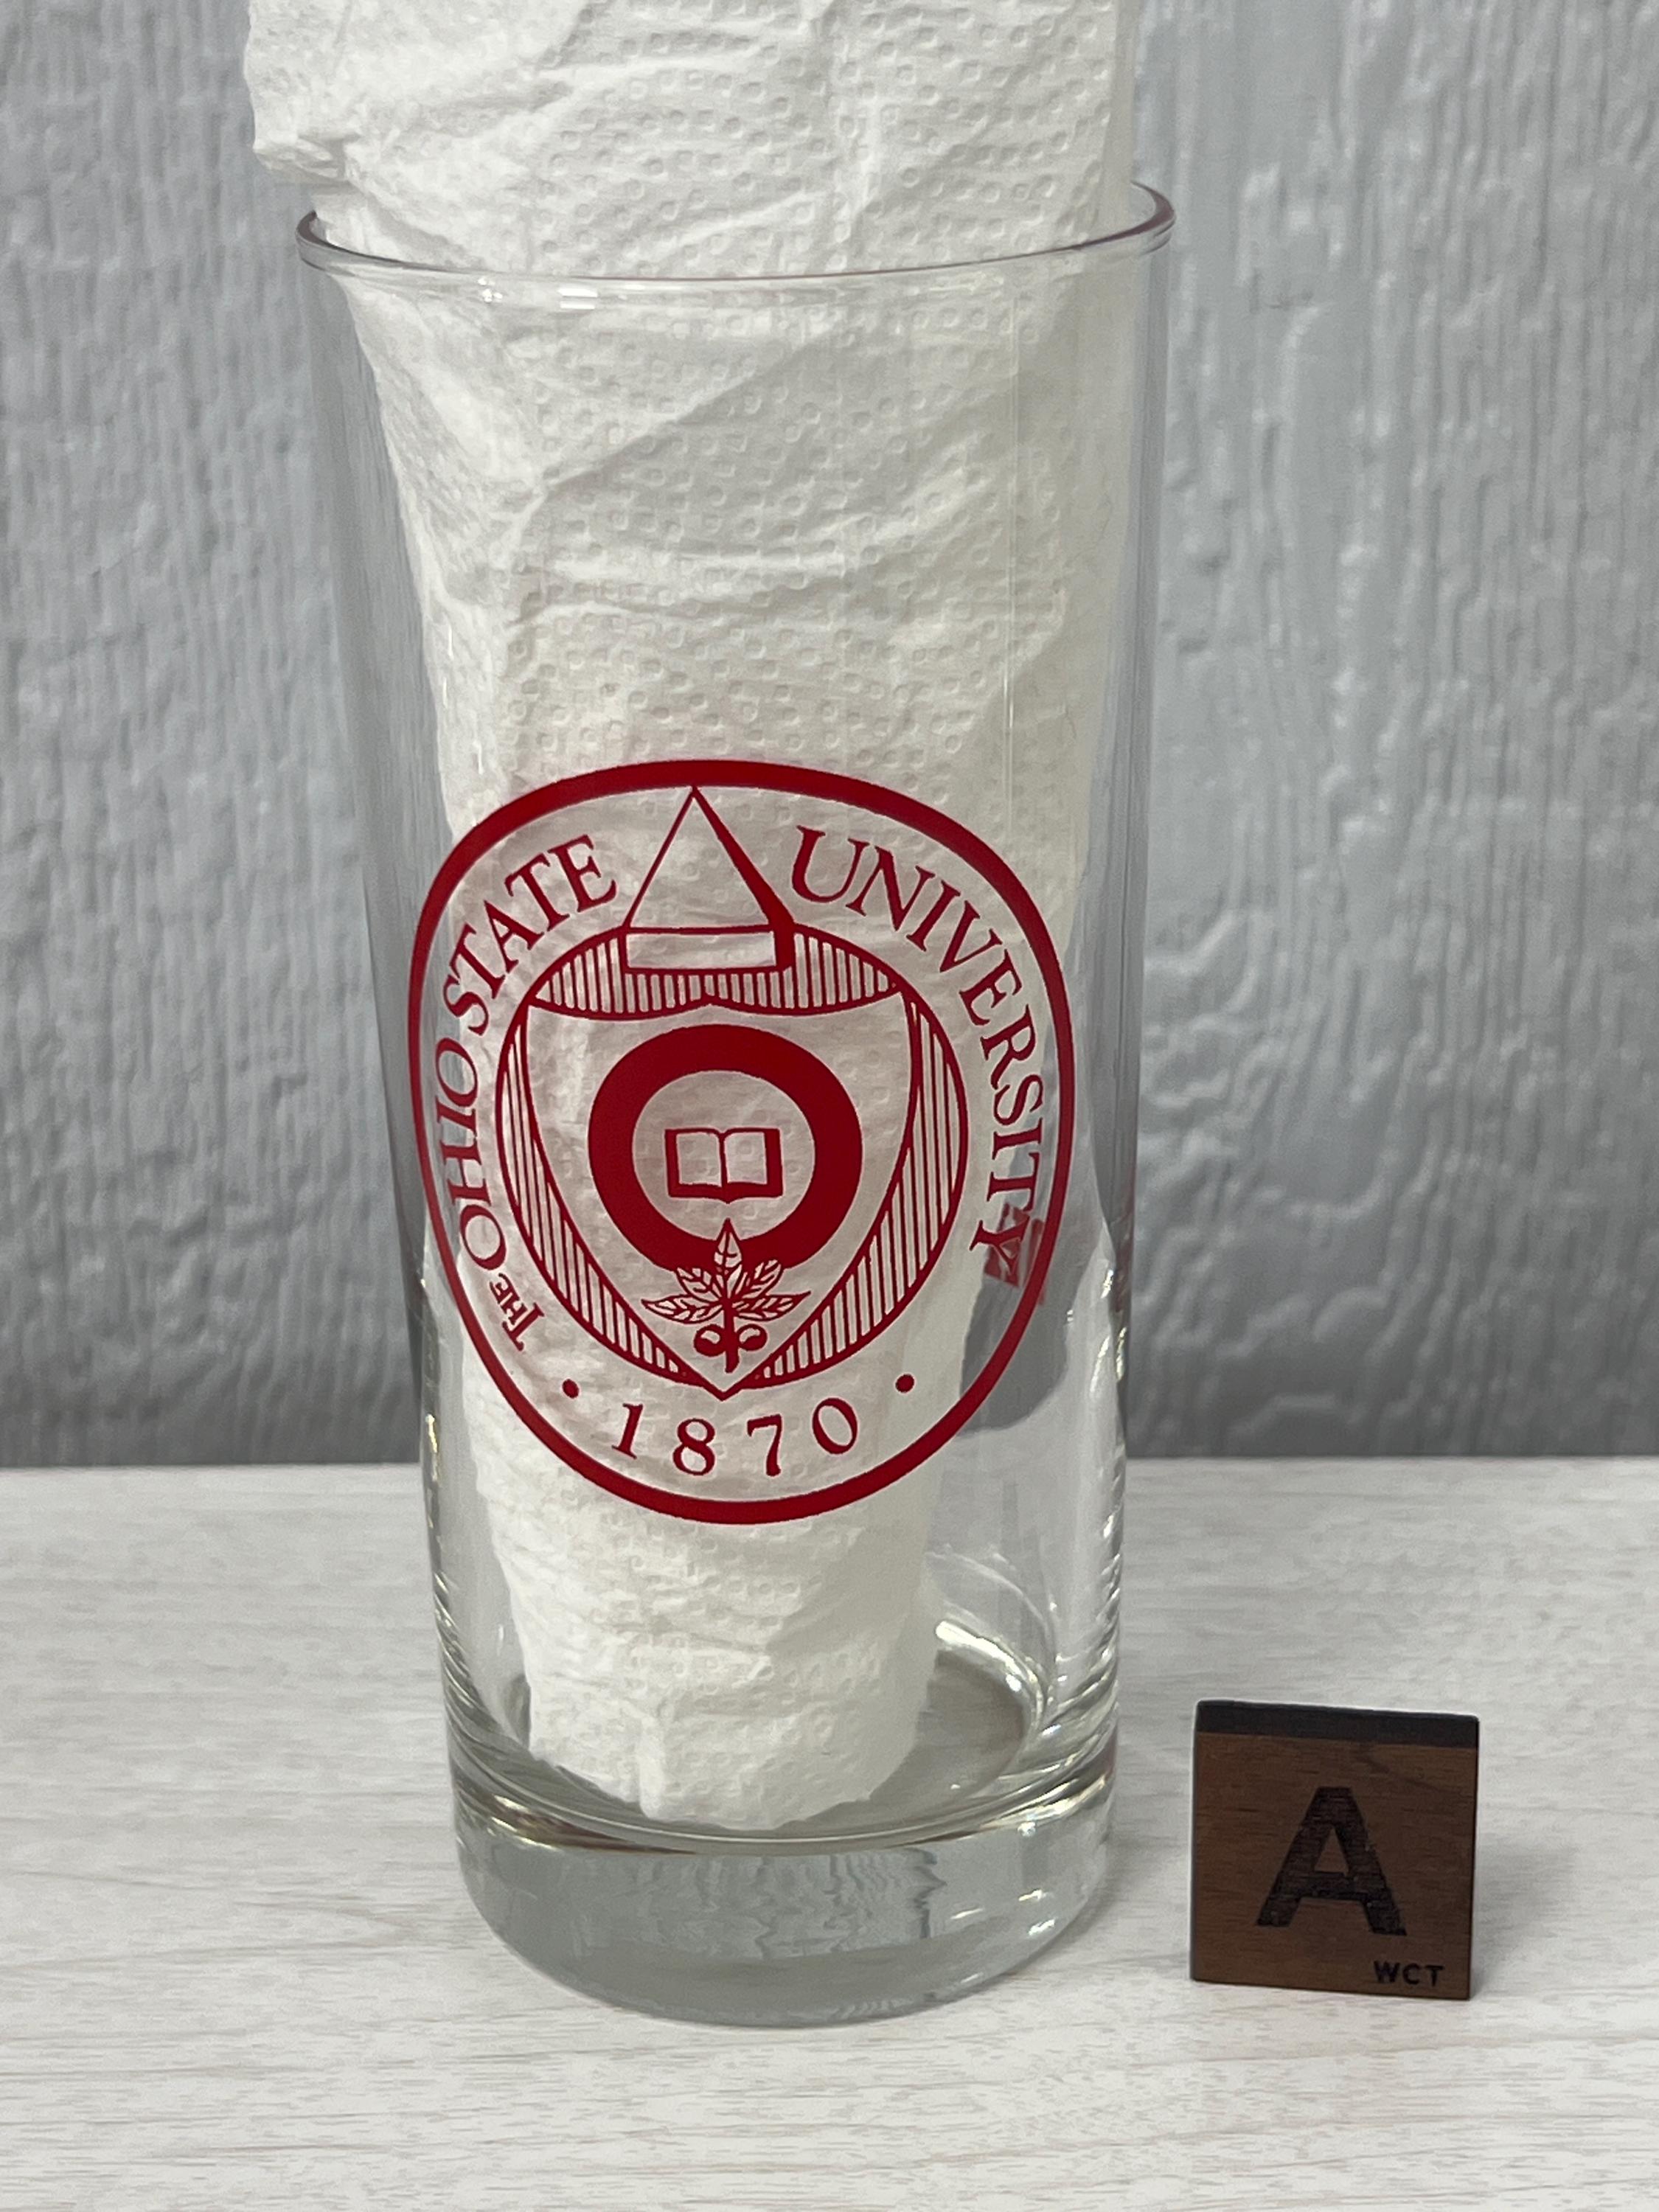 THE OHIO STATE UNIVERSITY
• 1870 •
A
WCT